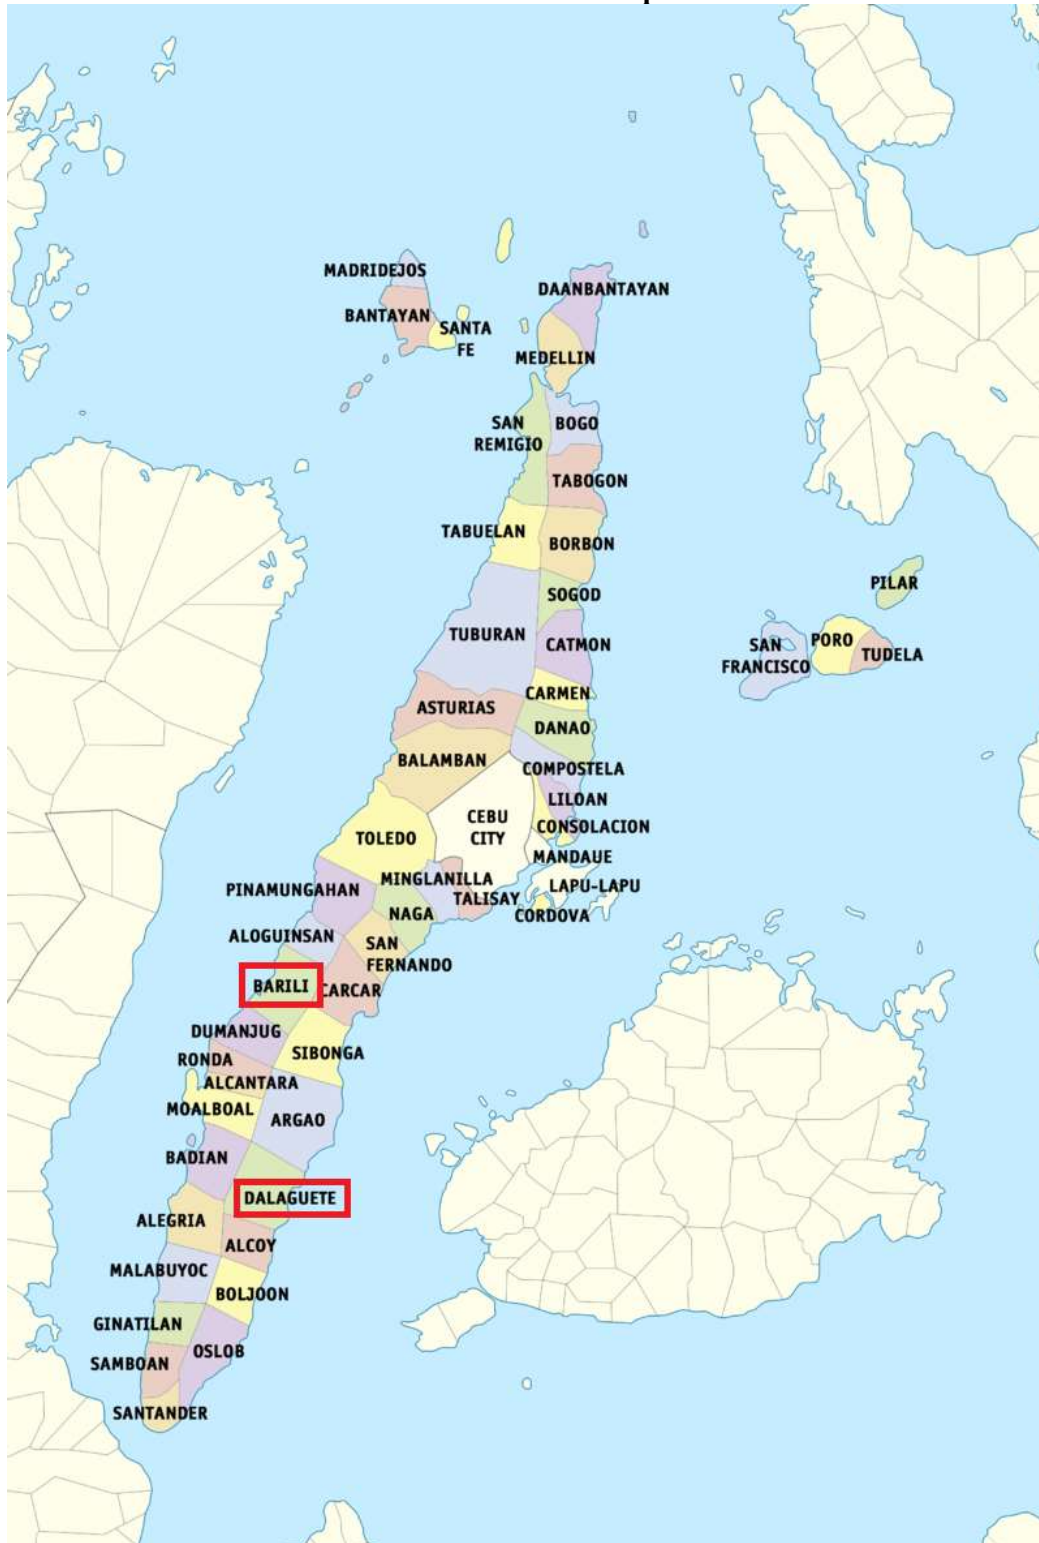 MADRIDEJOS
DAANBANTAYAN
BANTAYAN
SANTA
FE
MEDELLIN
SAN
REMIGIO
BOGO
TABOGON
TABUELAN
BORBON
PILAR
SOGOD
TUBURAN
CATMON
SAN
FRANCISCO
PORO
TUDELA
CARMEN
ASTURIAS
DANAO
BALAMBAN
COMPOSTELA
LILOAN
CEBU
CITY
CONSOLACION
TOLEDO
MANDAUE
MINGLANILLA
LAPU-LAPU
PINAMUNGAHAN
TALISAY
NAGA
CORDOVA
ALOGUINSAN
SAN
FERNANDO
BARILI
CARCAR
DUMANJUG
SIBONGA
RONDA
ALCANTARA
MOALBOAL
ARGAO
BADIAN
DALAGUETE
ALEGRIA
ALCOY
MALABUYOC
BOLJOON
GINATILAN
OSLOB
SAMBOAN
SANTANDER